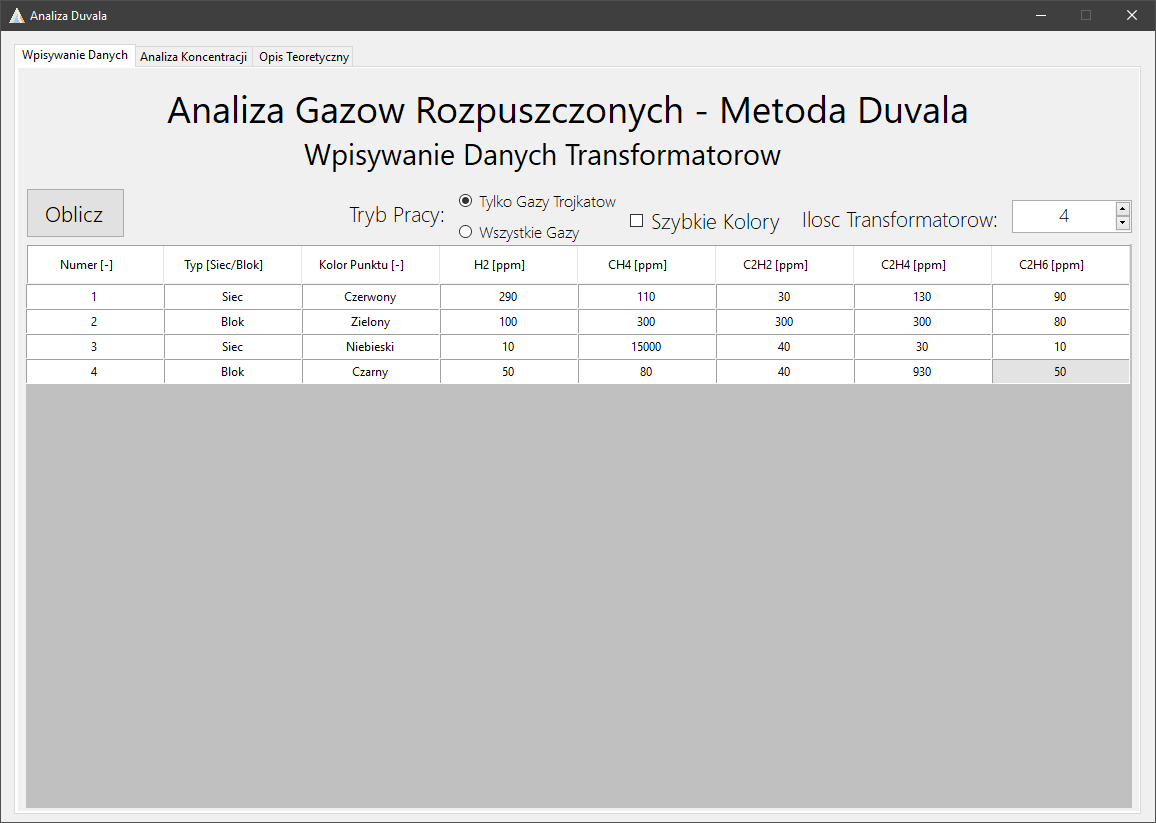 Analiza Duvala
Wpisywanie Danych Analiza Koncentracji Opis Teoretyczny
Analiza Gazow Rozpuszczonych - Metoda Duvala
Wpisywanie Danych Transformatorow
Oblicz
Tryb Pracy:
Tylko Gazy Trojkatow
Wszystkie Gazy
Szybkie Kolory
Ilosc Transformatorow: 4
Numer [-] Typ [Siec/Blok] Kolor Punktu [-] H2 [ppm] CH4 [ppm] C2H2 [ppm] C2H4 [ppm] C2H6 [ppm]
1 Siec Czerwony 290 110 30 130 90
2 Blok Zielony 100 300 300 300 80
3 Siec Niebieski 10 15000 40 30 10
4 Blok Czarny 50 80 40 930 50